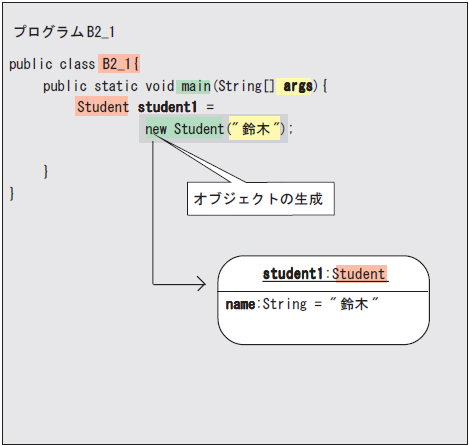 プログラムB2_1
public class B2_1{
public static void main(String[] args){
Student student1 =
new Student("鈴木");
}
}
オブジェクトの生成
student1:Student
name:String = "鈴木"